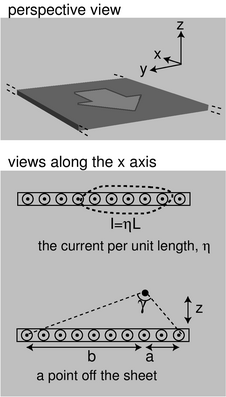 perspective view
z
x
y
views along the x axis
I=ηL
the current per unit length, η
z
b
a
a point off the sheet